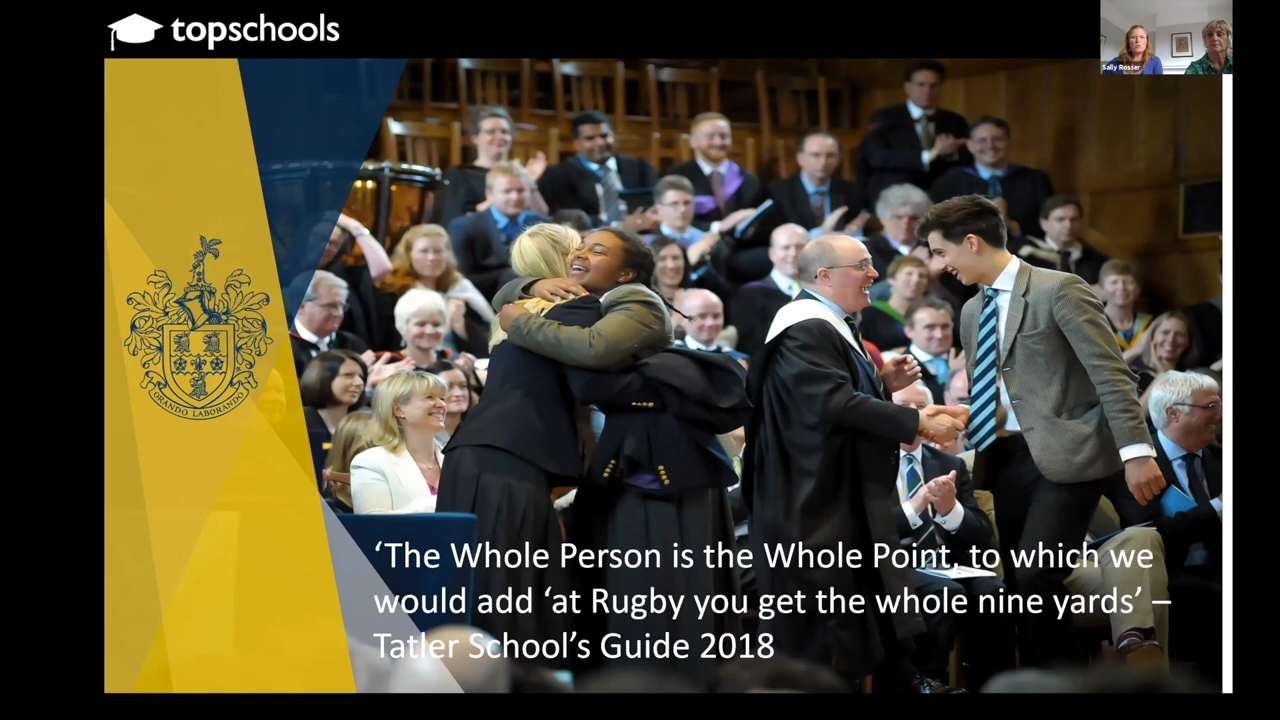 topschools
Sally Rosser
ORANDO LABORANDO
‘The Whole Person is the Whole Point, to which we
would add ‘at Rugby you get the whole nine yards’ –
Tatler School’s Guide 2018